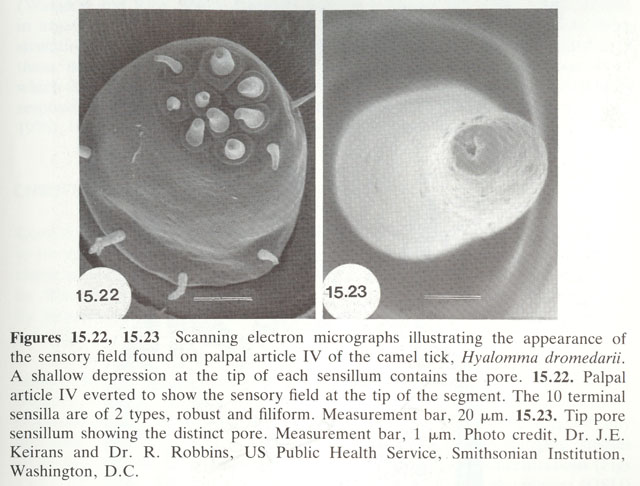 15.22
15.23
Figures 15.22, 15.23 Scanning electron micrographs illustrating the appearance of
the sensory field found on palpal article IV of the camel tick, Hyalomma dromedarii.
A shallow depression at the tip of each sensillum contains the pore. 15.22. Palpal
article IV everted to show the sensory field at the tip of the segment. The 10 terminal
sensilla are of 2 types, robust and filiform. Measurement bar, 20 μm. 15.23. Tip pore
sensillum showing the distinct pore. Measurement bar, 1 μm. Photo credit, Dr. J.E.
Keirans and Dr. R. Robbins, US Public Health Service, Smithsonian Institution,
Washington, D.C.